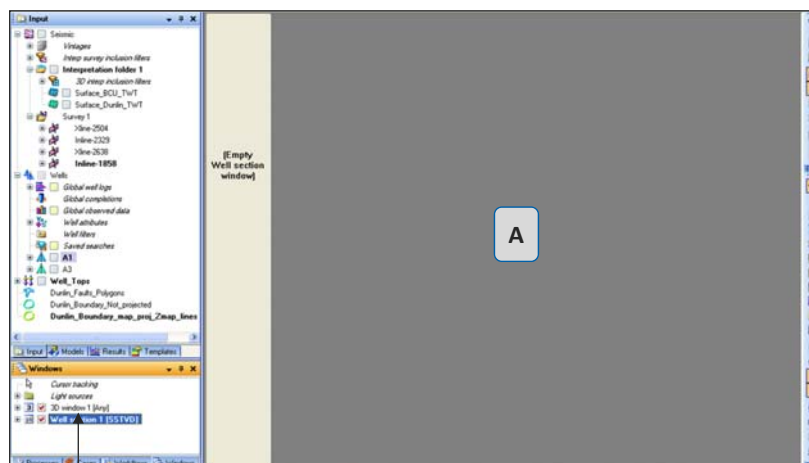 Input
Seismic
Vintages
Interp survey inclusion filters
Interpretation folder 1
3D interp inclusion filters
Surface_BCU_TWT
Surface_Dunlin_TWT
Survey 1
Xline-2504
Inline-2329
Xline-2638
Inline-1858
Wells
Global well logs
Global completions
Global observed data
Well attributes
Well filters
Saved searches
A1
A3
Well_Tops
Dunlin_Faults_Polygons
Dunlin_Boundary_Not_projected
Dunlin_Boundary_map_proj_Zmap_lines
Input Models Results Templates
Windows
Cursor tracking
Light sources
3D window 1 [Any]
Well section 1 [SSTVD]
[Empty
Well section
window]
A